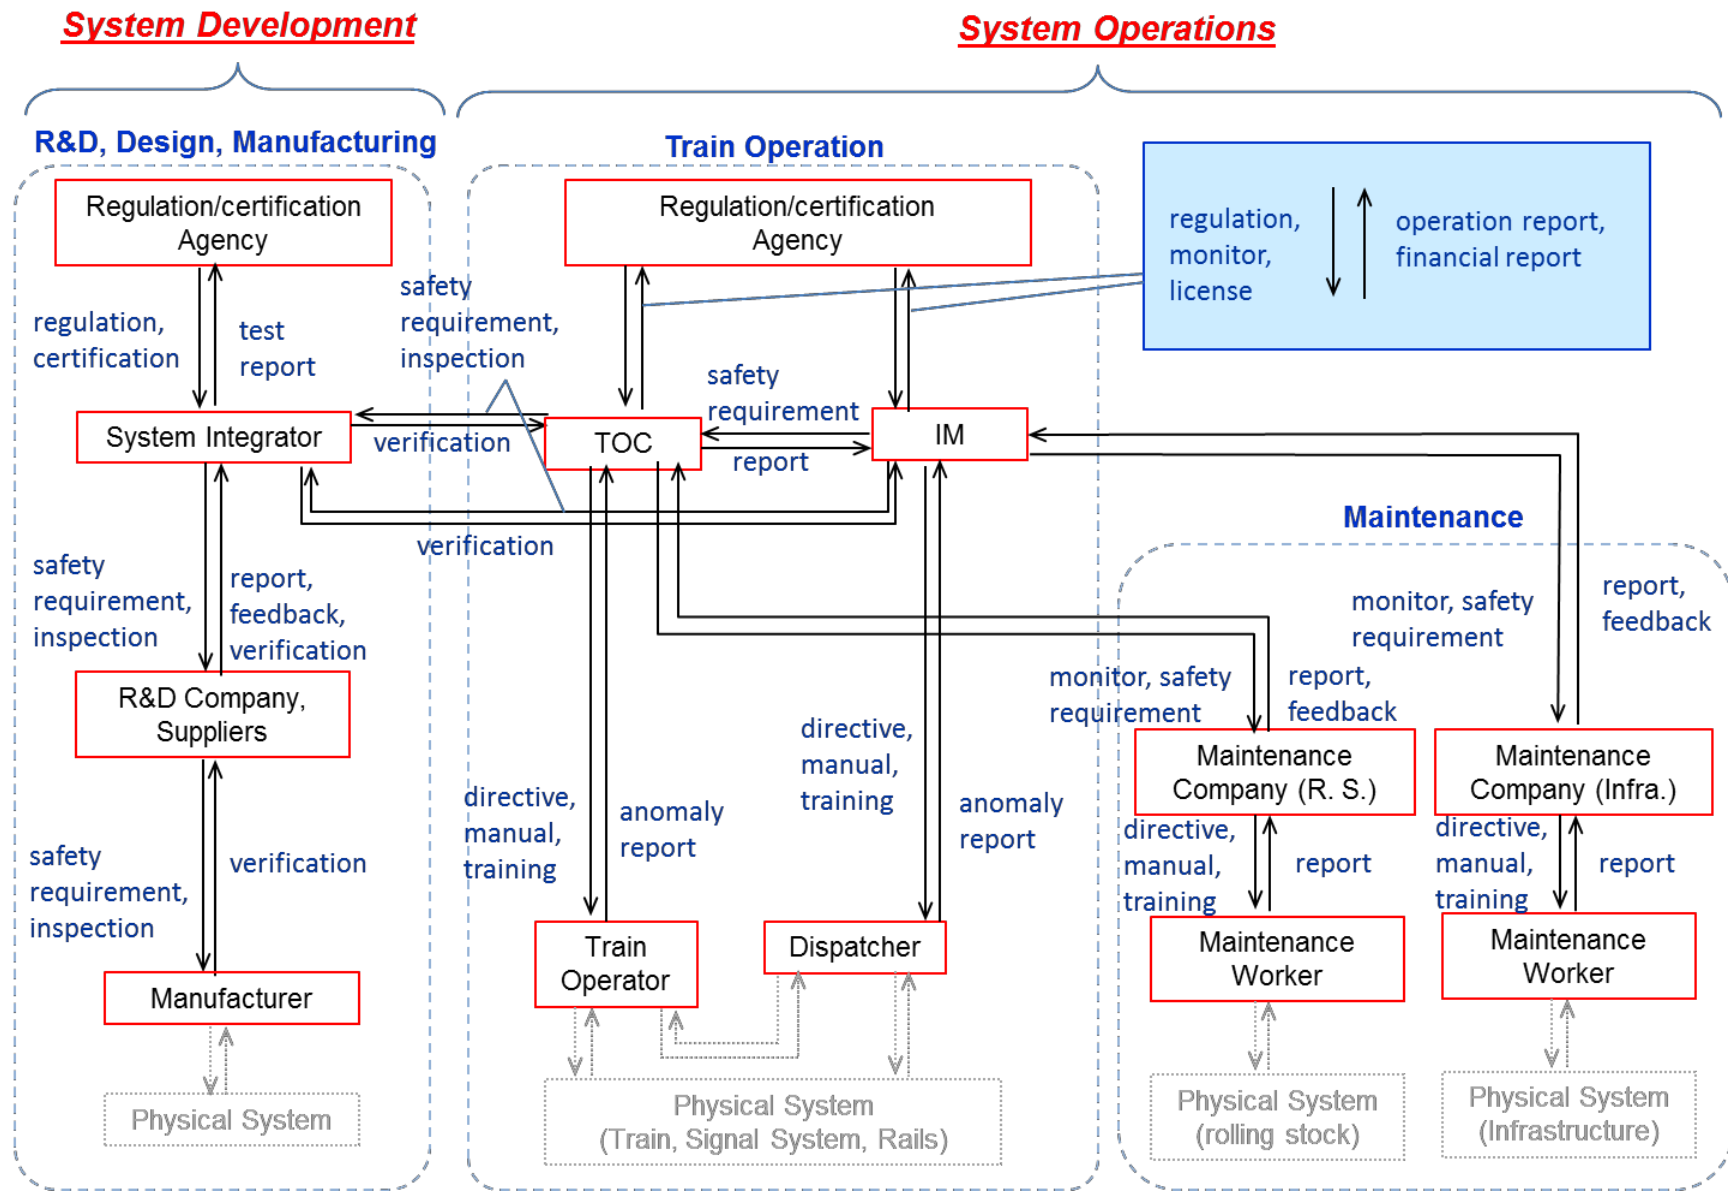 System Development
System Operations
R&D, Design, Manufacturing
Train Operation
Regulation/certification
Agency
Regulation/certification
Agency
regulation,
monitor,
license
operation report,
financial report
regulation,
certification
test
report
safety
requirement,
inspection
safety
requirement
System Integrator
verification
TOC
report
IM
verification
Maintenance
safety
requirement,
inspection
report,
feedback,
verification
monitor, safety
requirement
report,
feedback
monitor, safety
requirement
report,
feedback
R&D Company,
Suppliers
directive,
manual,
training
Maintenance
Company (R. S.)
Maintenance
Company (Infra.)
directive,
manual,
training
anomaly
report
anomaly
report
directive,
manual,
training
report
directive,
manual,
training
report
safety
requirement,
inspection
verification
Manufacturer
Train
Operator
Dispatcher
Maintenance
Worker
Maintenance
Worker
Physical System
Physical System
(Train, Signal System, Rails)
Physical System
(rolling stock)
Physical System
(Infrastructure)